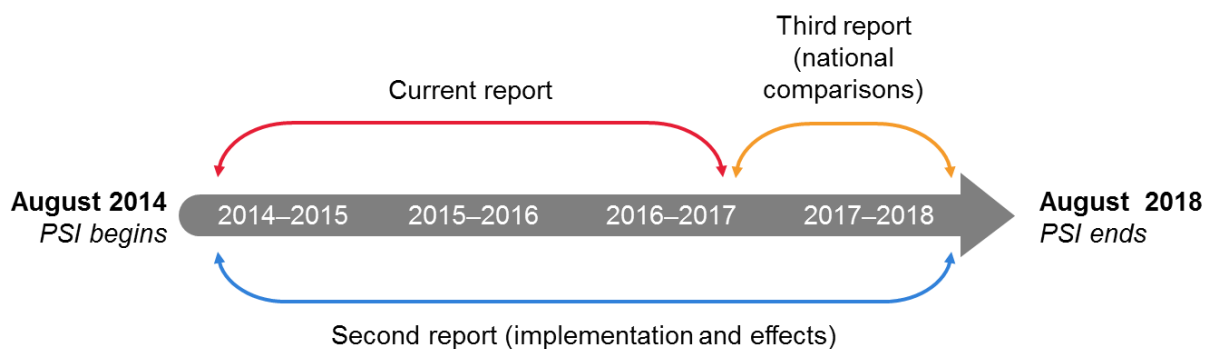 Third report
(national
comparisons)
Current report
August 2014
PSI begins
2014–2015
2015–2016
2016–2017
2017–2018
August 2018
PSI ends
Second report (implementation and effects)